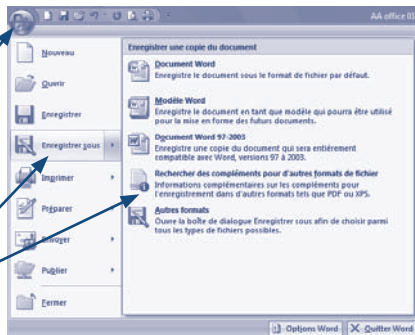 AA office 0
Nouveau
Ouvrir
Enregistrer
Enregistrer sous
Imprimer
Préparer
Envoyer
Publier
Fermer
Enregistrer une copie du document
Document Word
Enregistre le document sous le format de fichier par défaut.
Modèle Word
Enregistre le document en tant que modèle qui pourra être utilisé
pour la mise en forme des futurs documents.
Document Word 97-2003
Enregistre une copie du document qui sera entièrement
compatible avec Word, versions 97 à 2003.
Rechercher des compléments pour d'autres formats de fichier
Informations complémentaires sur les compléments pour
l'enregistrement dans d'autres formats tels que PDF ou XPS.
Autres formats
Ouvre la boîte de dialogue Enregistrer sous afin de choisir parmi
tous les types de fichiers possibles.
Options Word
Quitter Word